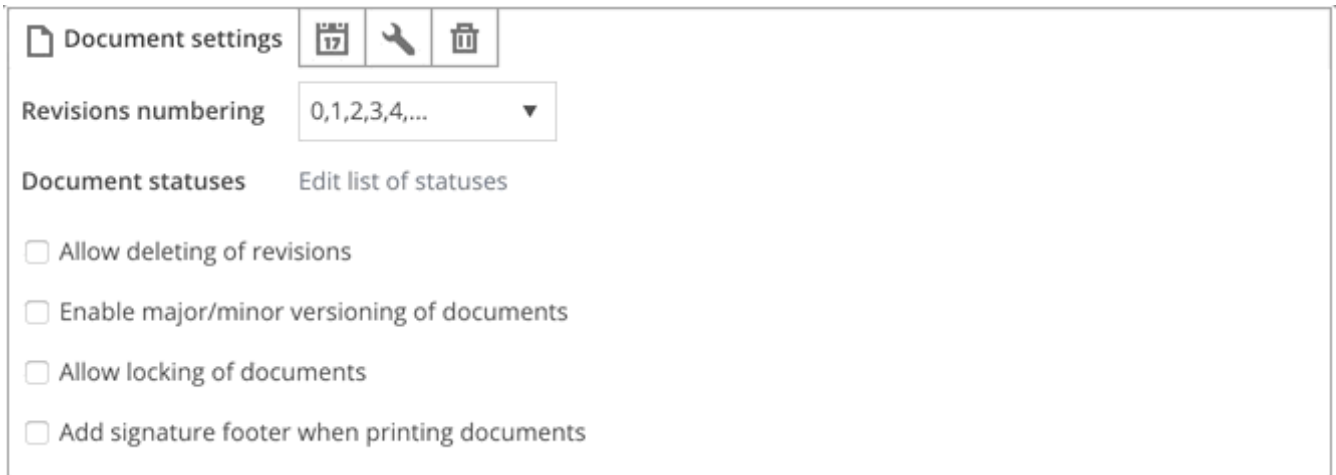 Document settings 17
Revisions numbering 0,1,2,3,4,...
Document statuses Edit list of statuses
Allow deleting of revisions
Enable major/minor versioning of documents
Allow locking of documents
Add signature footer when printing documents